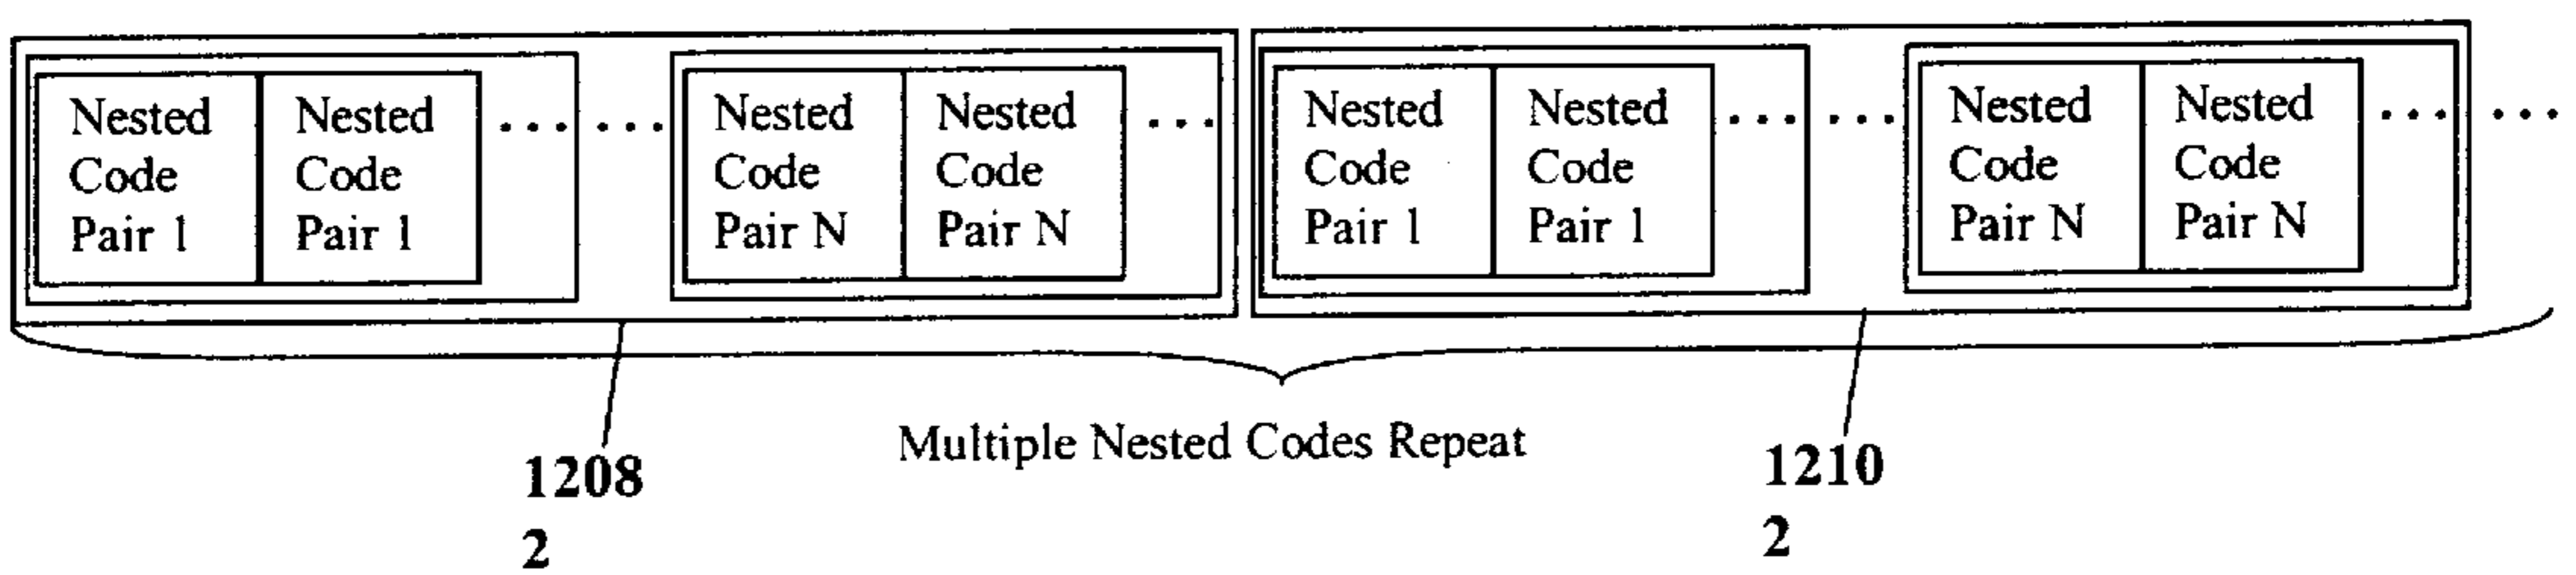 Nested Code Pair 1
Nested Code Pair 1
. . . . . .
Nested Code Pair N
Nested Code Pair N
. . .
Nested Code Pair 1
Nested Code Pair 1
. . . . . .
Nested Code Pair N
Nested Code Pair N
. . . . . .
Multiple Nested Codes Repeat
1208
2
1210
2